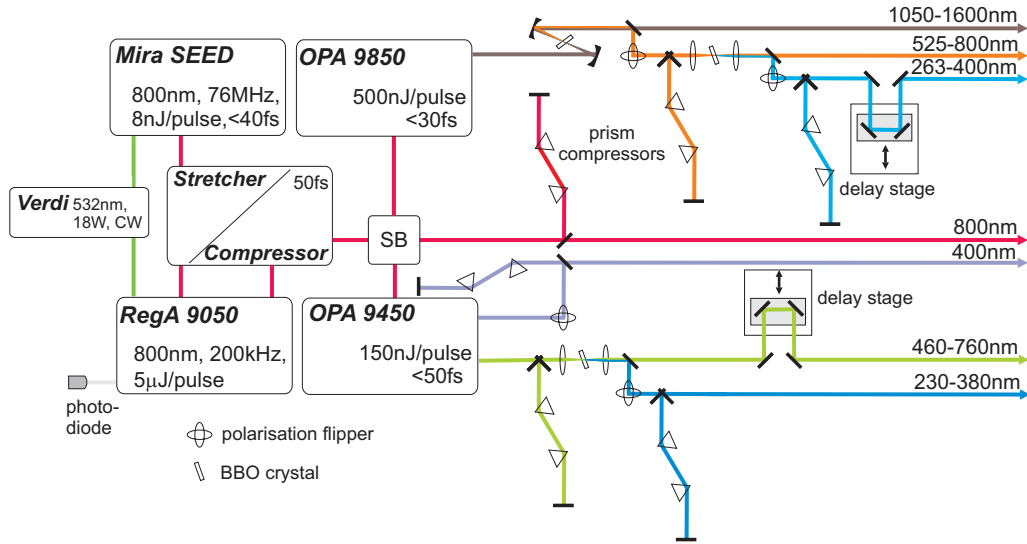 Mira SEED
800nm, 76MHz,
8nJ/pulse,<40fs
OPA 9850
500nJ/pulse
<30fs
1050-1600nm
525-800nm
263-400nm
prism
compressors
delay stage
Stretcher
50fs
Compressor
Verdi 532nm,
18W, CW
SB
800nm
400nm
delay stage
RegA 9050
800nm, 200kHz,
5µJ/pulse
OPA 9450
150nJ/pulse
<50fs
460-760nm
230-380nm
photo-
diode
polarisation flipper
BBO crystal